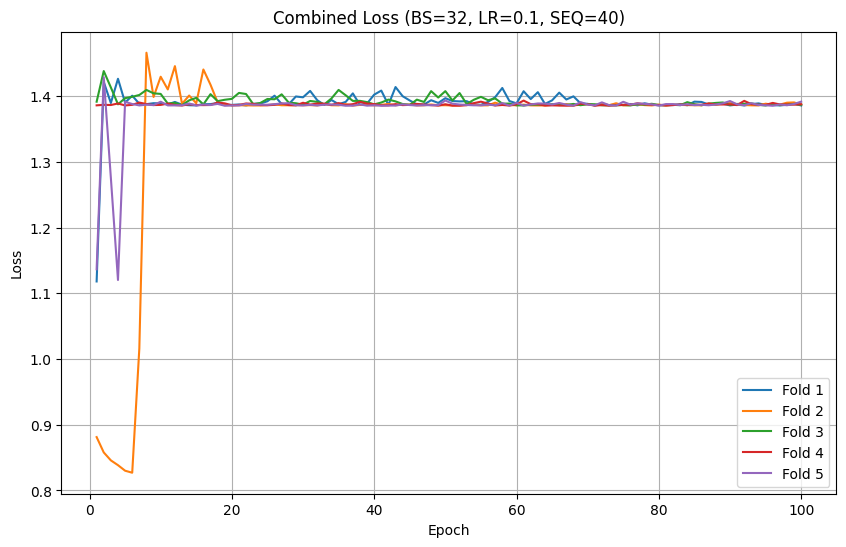 Combined Loss (BS=32, LR=0.1, SEQ=40)
Loss
1.4
1.3
1.2
1.1
1.0
0.9
0.8
0
20
40
60
80
100
Epoch
Fold 1
Fold 2
Fold 3
Fold 4
Fold 5